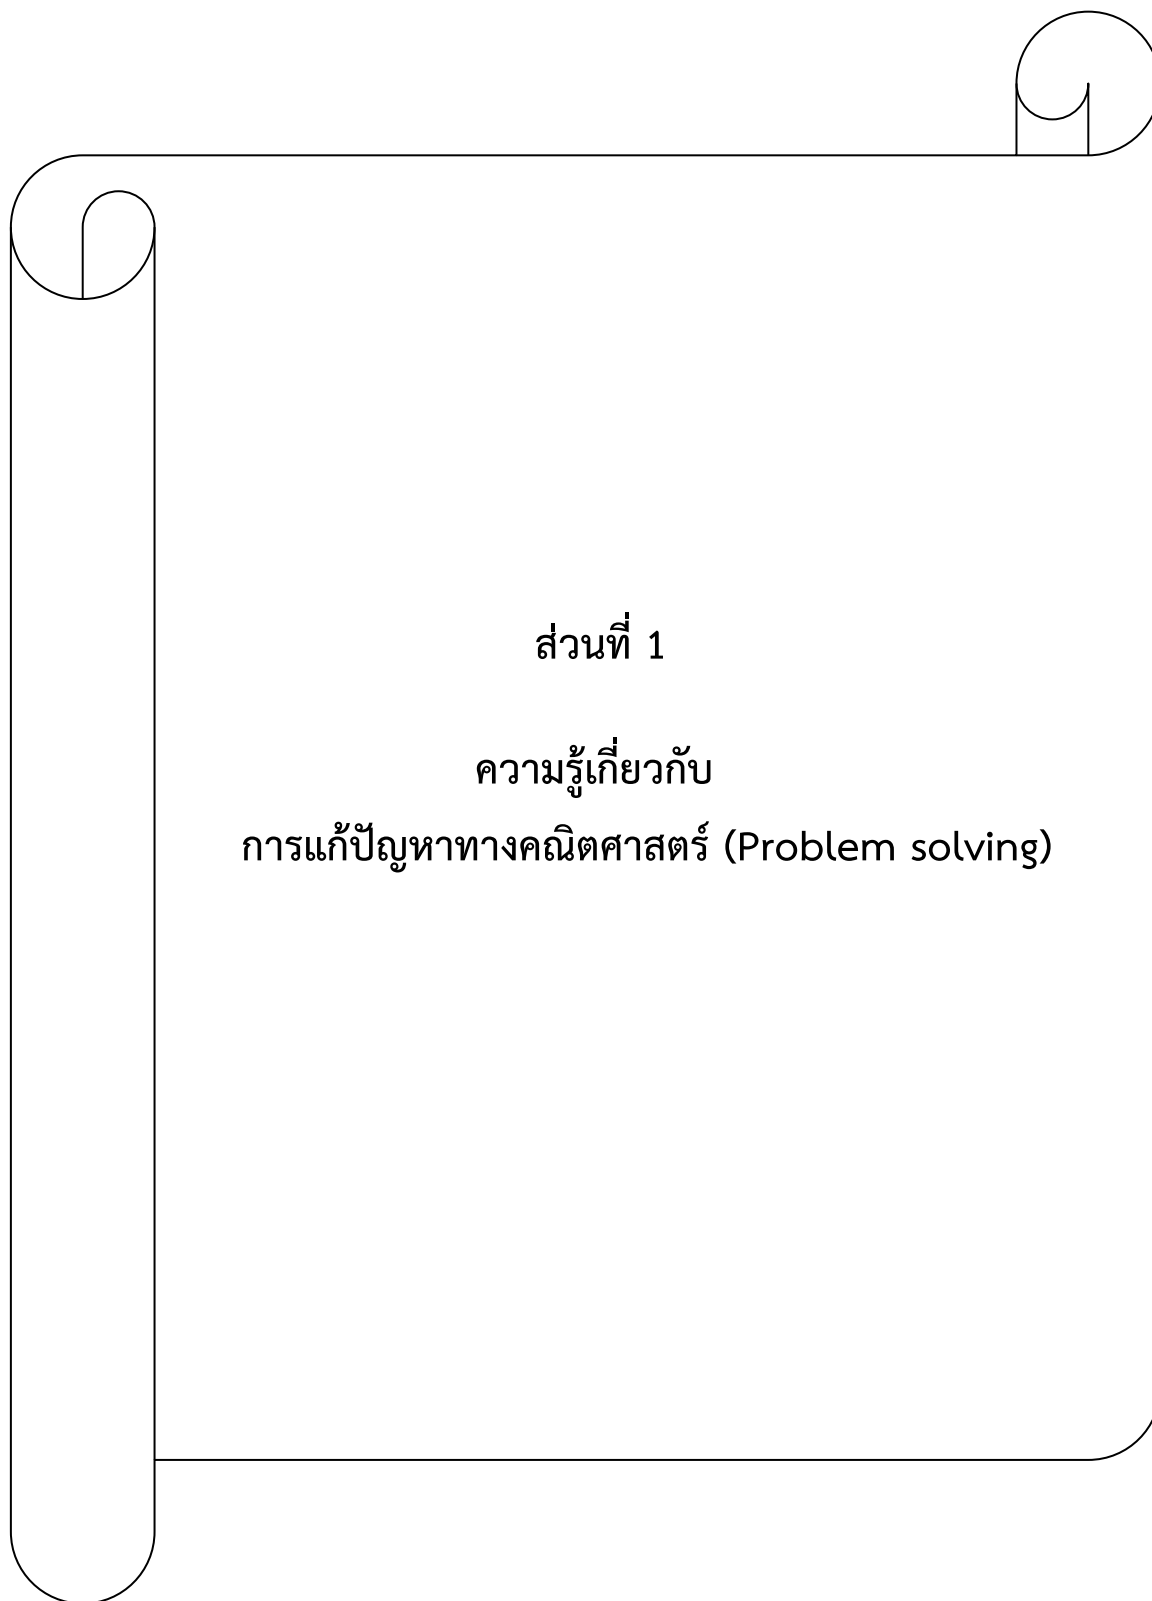 ส่วนที่ 1
ความรู้เกี่ยวกับ
การแก้ปัญหาทางคณิตศาสตร์ (Problem solving)